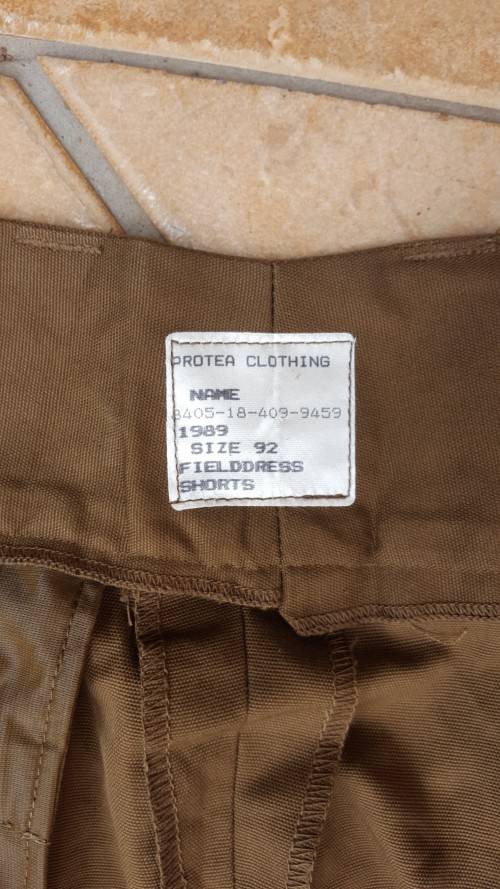 PROTEA CLOTHING
NAME
8405-18-409-9459
1989
SIZE 92
FIELDDRESS
SHORTS